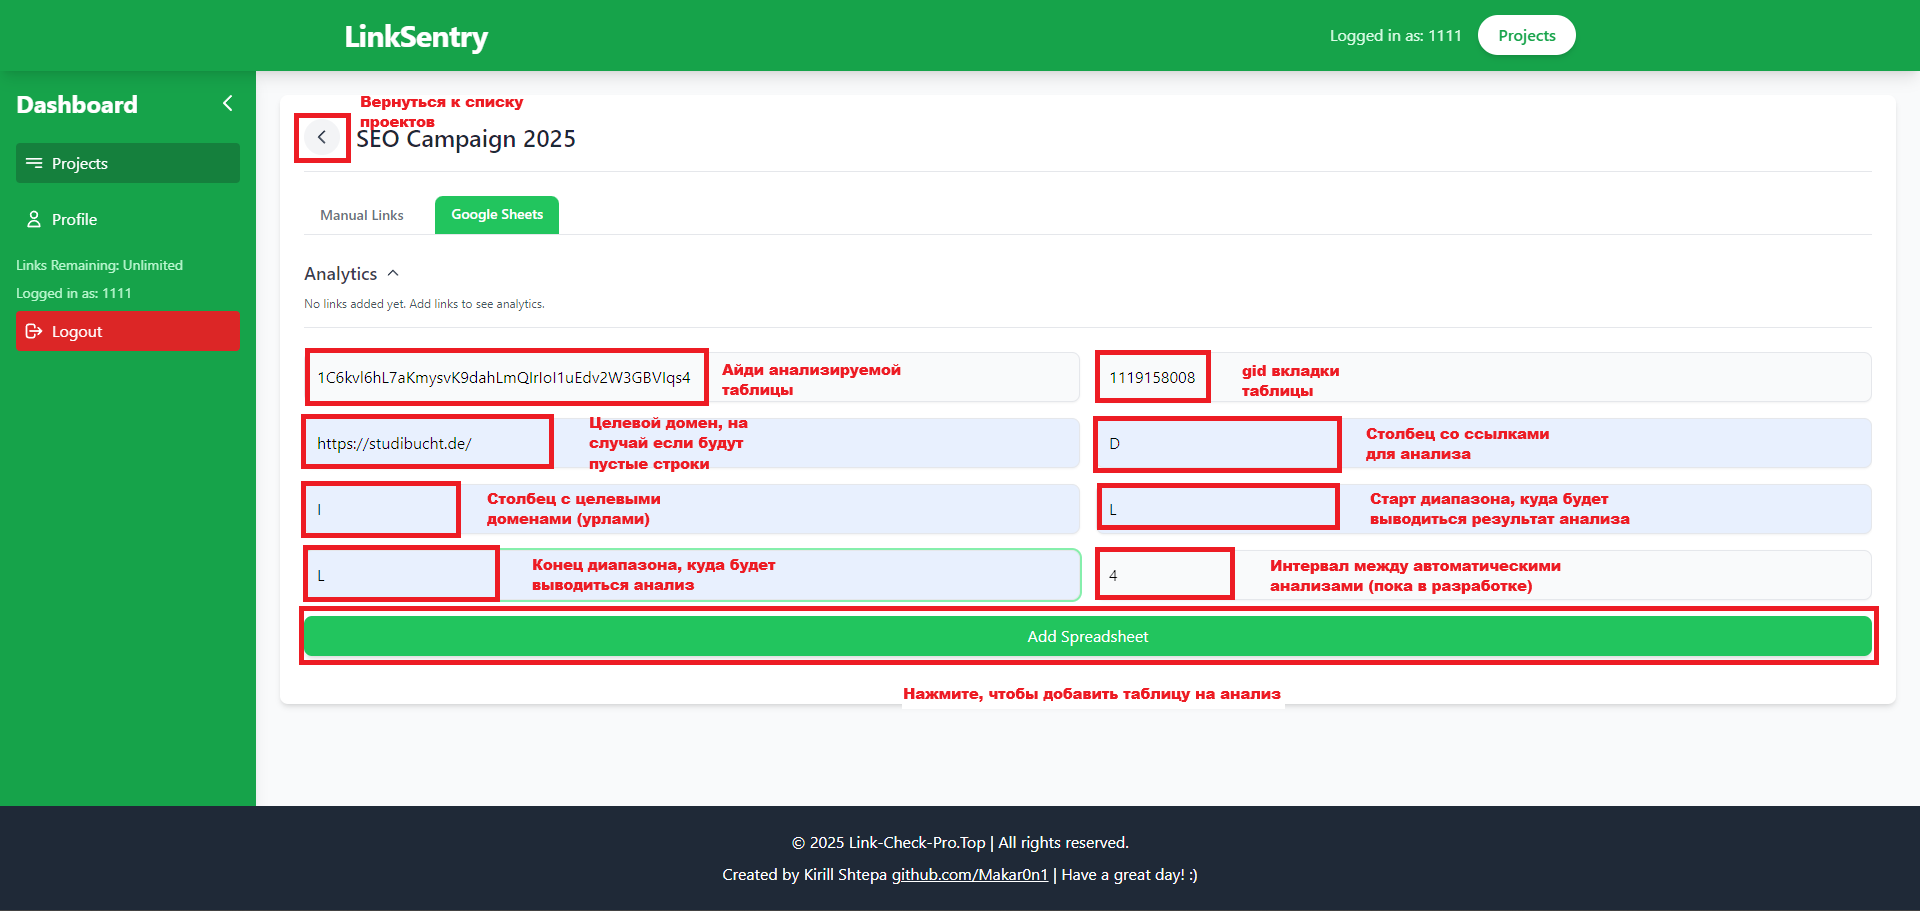 LinkSentry
Logged in as: 1111
Projects
Dashboard
Projects
Profile
Links Remaining: Unlimited
Logged in as: 1111
Logout
Вернуться к списку
проектов
SEO Campaign 2025
Manual Links
Google Sheets
Analytics
No links added yet. Add links to see analytics.
1C6kvl6hL7aKmysvK9dahLmQIrIoI1uEdv2W3GBVIqs4
Айди анализируемой
таблицы
1119158008
gid вкладки
таблицы
https://studibucht.de/
Целевой домен, на
случай если будут
пустые строки
D
Столбец со ссылками
для анализа
I
Столбец с целевыми
доменами (урлами)
L
Старт диапазона, куда будет
выводиться результат анализа
L
Конец диапазона, куда будет
выводиться анализ
4
Интервал между автоматическими
анализами (пока в разработке)
Add Spreadsheet
Нажмите, чтобы добавить таблицу на анализ
© 2025 Link-Check-Pro.Top | All rights reserved.
Created by Kirill Shtepa github.com/Makar0n1 | Have a great day! :)